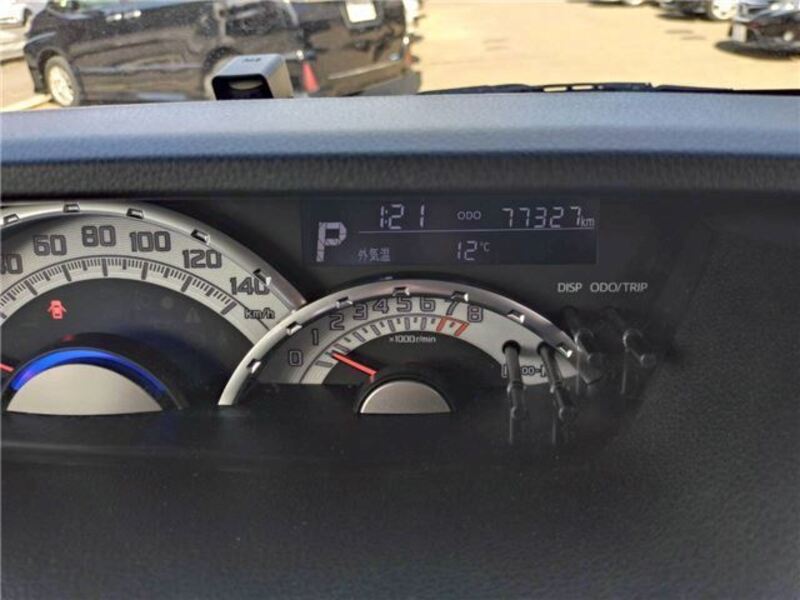 1:21 ODO 77327km
P
外気温 12℃
DISP ODO/TRIP
60 80 100 120 140
km/h
0 1 2 3 4 5 6 7 8
×1000r/min